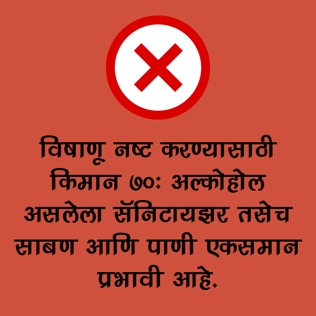 विषाणू नष्ट करण्यासाठी
किमान ७०ः अल्कोहोल
असलेला सॅनिटायझर तसेच
साबण आणि पाणी एकसमान
प्रभावी आहे.